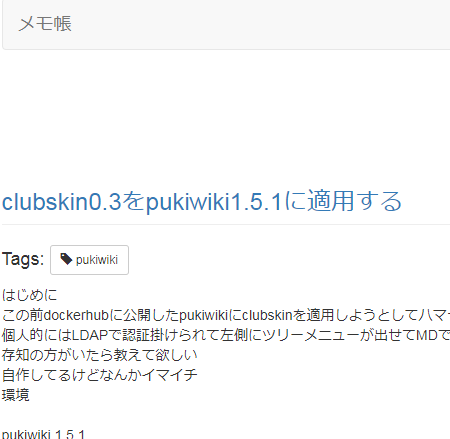 メモ帳
clubskin0.3をpukiwiki1.5.1に適用する
Tags: pukiwiki
はじめに
この前dockerhubに公開したpukiwikiにclubskinを適用しようとしてハマ
個人的にはLDAPで認証掛けられて左側にツリーメニューが出せてMDで
存知の方がいたら教えて欲しい
自作してるけどなんかイマイチ
環境
pukiwiki 1.5.1